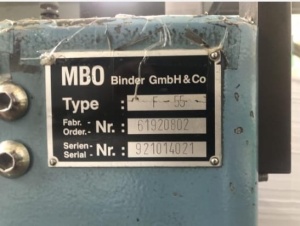 MBO Binder GmbH & Co
Type : - F - 55 -
Fabr.-
Order.- Nr. : 61920802
Serien-
Serial - Nr. : 921014021